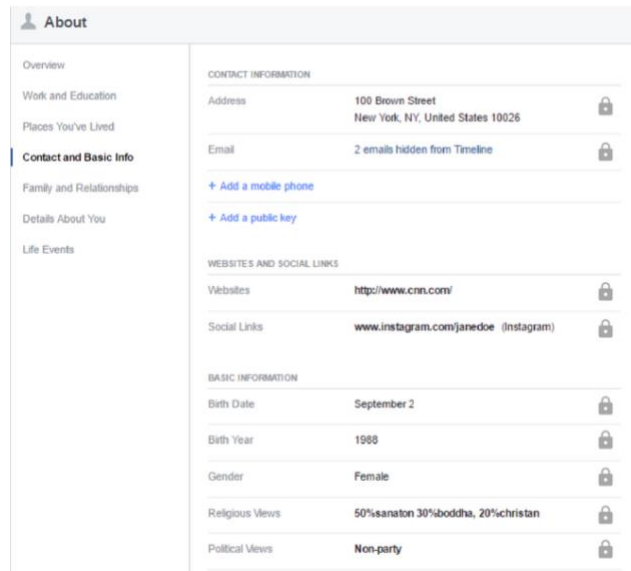 About
Overview
Work and Education
Places You've Lived
Contact and Basic Info
Family and Relationships
Details About You
Life Events
CONTACT INFORMATION
Address 100 Brown Street
New York, NY, United States 10026
Email 2 emails hidden from Timeline
+ Add a mobile phone
+ Add a public key
WEBSITES AND SOCIAL LINKS
Websites http://www.cnn.com/
Social Links www.instagram.com/janedoe (Instagram)
BASIC INFORMATION
Birth Date September 2
Birth Year 1988
Gender Female
Religious Views 50%sanaton 30%boddha, 20%christan
Political Views Non-party